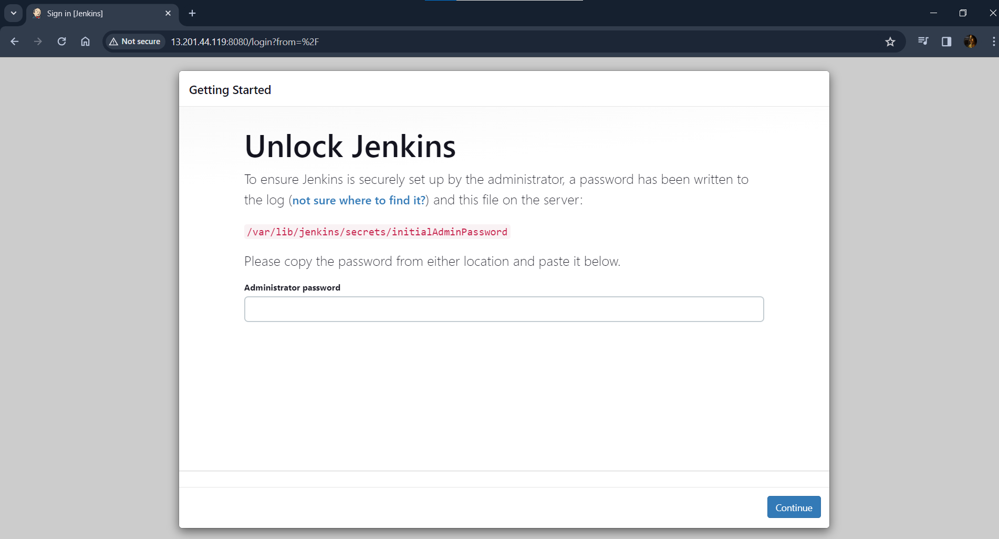 Sign in [Jenkins]
Not secure
13.201.44.119:8080/login?from=%2F
Getting Started
Unlock Jenkins
To ensure Jenkins is securely set up by the administrator, a password has been written to
the log (not sure where to find it?) and this file on the server:
/var/lib/jenkins/secrets/initialAdminPassword
Please copy the password from either location and paste it below.
Administrator password
Continue